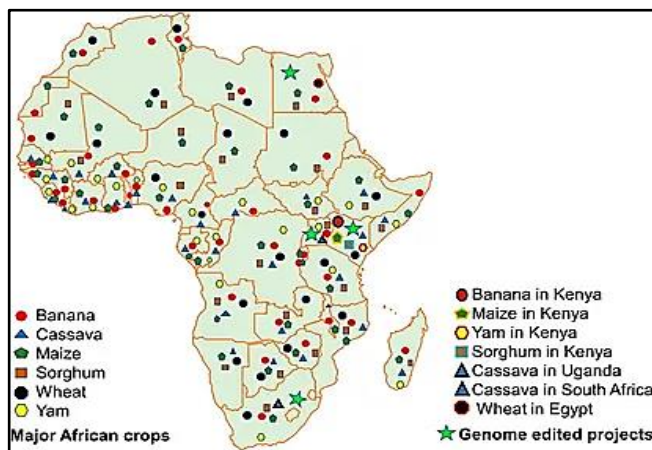 Banana
Cassava
Maize
Sorghum
Wheat
Yam
Major African crops
Banana in Kenya
Maize in Kenya
Yam in Kenya
Sorghum in Kenya
Cassava in Uganda
Cassava in South Africa
Wheat in Egypt
Genome edited projects